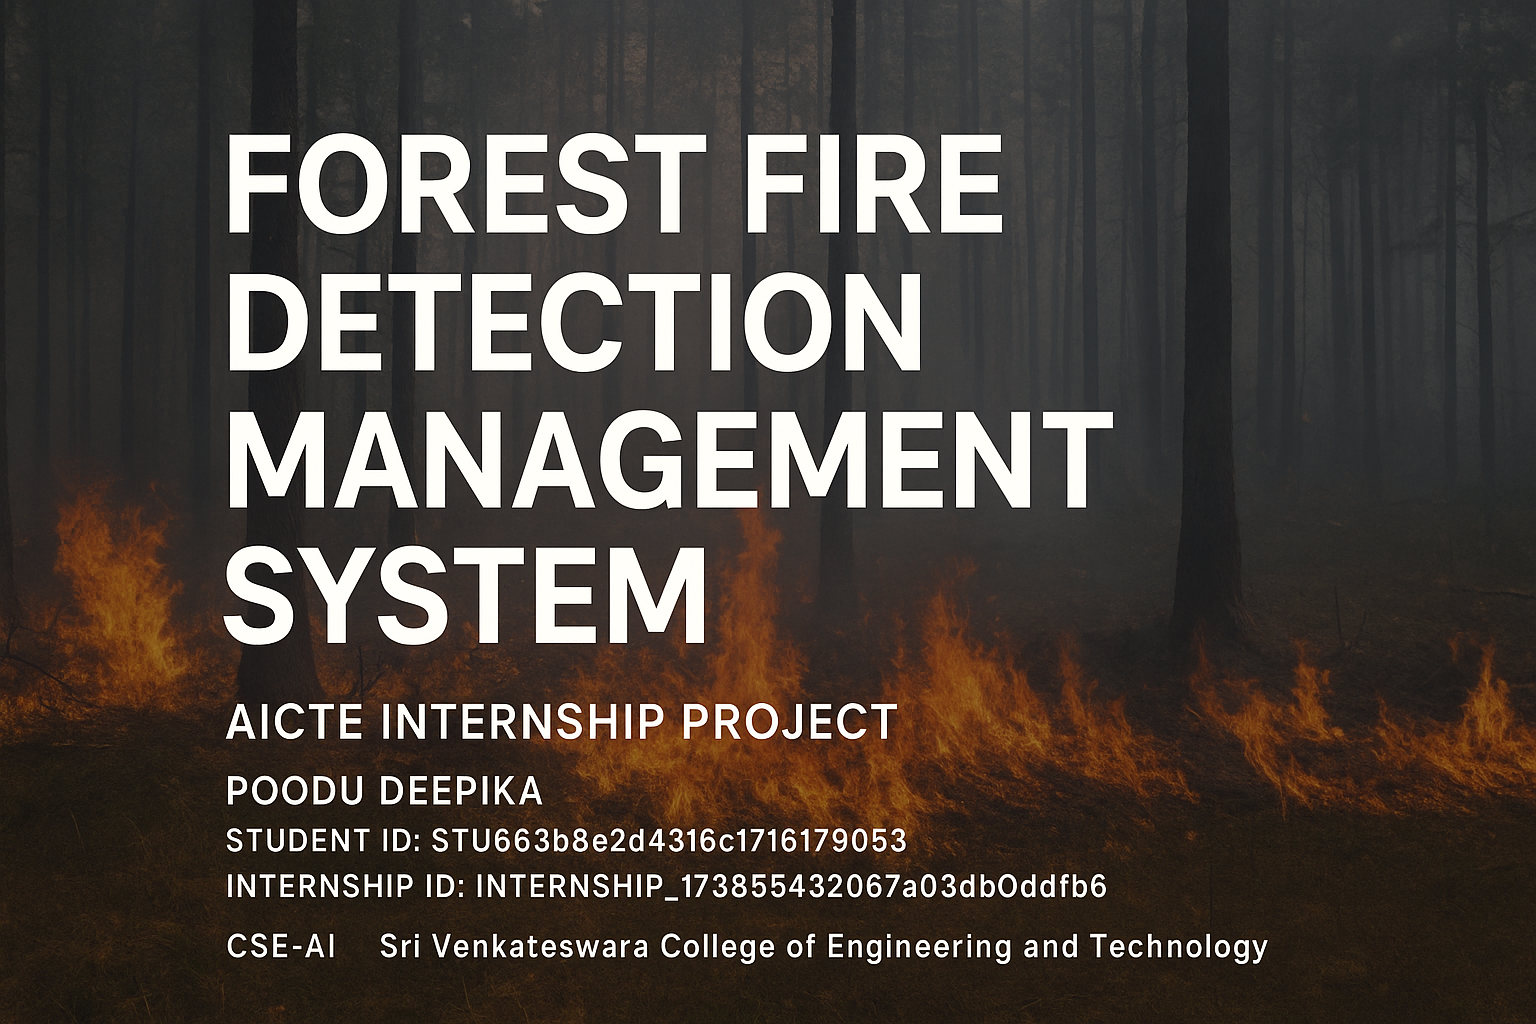 FOREST FIRE
DETECTION
MANAGEMENT
SYSTEM
AICTE INTERNSHIP PROJECT
POODU DEEPIKA
STUDENT ID: STU663b8e2d4316c1716179053
INTERNSHIP ID: INTERNSHIP_173855432067a03dbOddfb6
CSE-AI Sri Venkateswara College of Engineering and Technology